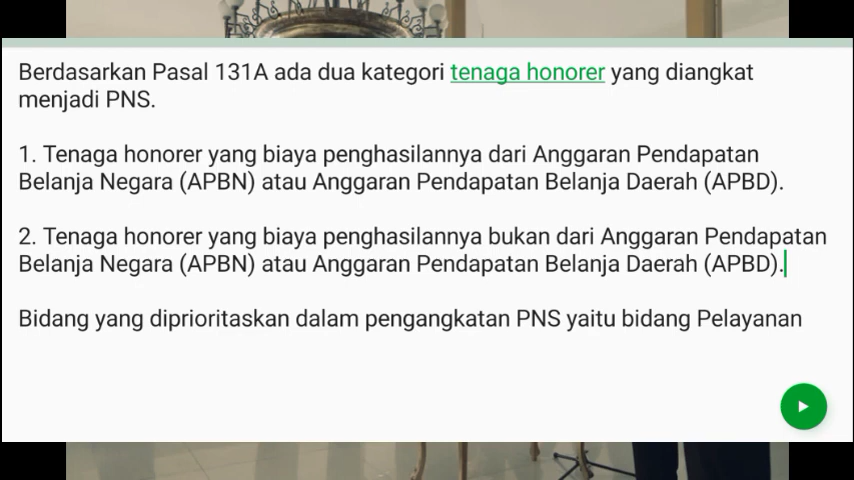 Berdasarkan Pasal 131A ada dua kategori tenaga honorer yang diangkat
menjadi PNS.
1. Tenaga honorer yang biaya penghasilannya dari Anggaran Pendapatan
Belanja Negara (APBN) atau Anggaran Pendapatan Belanja Daerah (APBD).
2. Tenaga honorer yang biaya penghasilannya bukan dari Anggaran Pendapatan
Belanja Negara (APBN) atau Anggaran Pendapatan Belanja Daerah (APBD).
Bidang yang diprioritaskan dalam pengangkatan PNS yaitu bidang Pelayanan